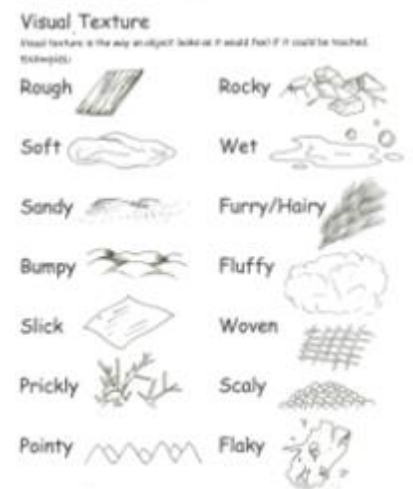 Visual Texture
Visual texture is the way an object looks as it would feel if it could be touched.
Examples:
Rough
Rocky
Soft
Wet
Sandy
Furry/Hairy
Bumpy
Fluffy
Slick
Woven
Prickly
Scaly
Pointy
Flaky